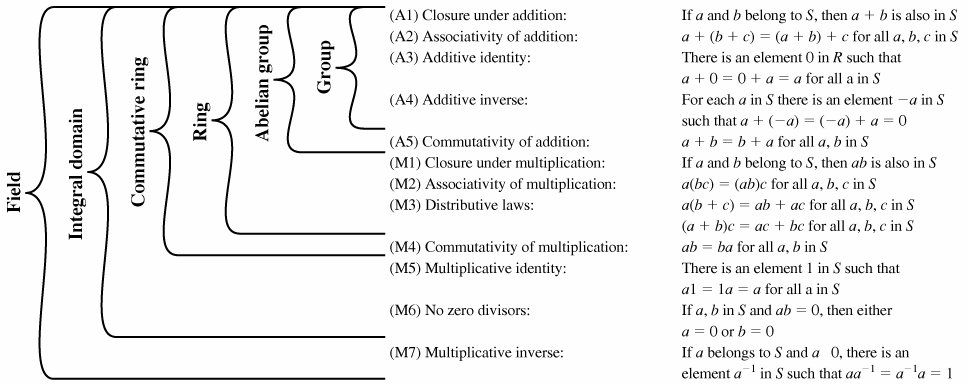 Field
Integral domain
Commutative ring
Ring
Abelian group
Group
(A1) Closure under addition: If a and b belong to S, then a + b is also in S
(A2) Associativity of addition: a + (b + c) = (a + b) + c for all a, b, c in S
(A3) Additive identity: There is an element 0 in R such that
a + 0 = 0 + a = a for all a in S
(A4) Additive inverse: For each a in S there is an element −a in S
such that a + (−a) = (−a) + a = 0
(A5) Commutativity of addition: a + b = b + a for all a, b in S
(M1) Closure under multiplication: If a and b belong to S, then ab is also in S
(M2) Associativity of multiplication: a(bc) = (ab)c for all a, b, c in S
(M3) Distributive laws: a(b + c) = ab + ac for all a, b, c in S
(a + b)c = ac + bc for all a, b, c in S
(M4) Commutativity of multiplication: ab = ba for all a, b in S
(M5) Multiplicative identity: There is an element 1 in S such that
a1 = 1a = a for all a in S
(M6) No zero divisors: If a, b in S and ab = 0, then either
a = 0 or b = 0
(M7) Multiplicative inverse: If a belongs to S and a 0, there is an
element a⁻¹ in S such that aa⁻¹ = a⁻¹a = 1